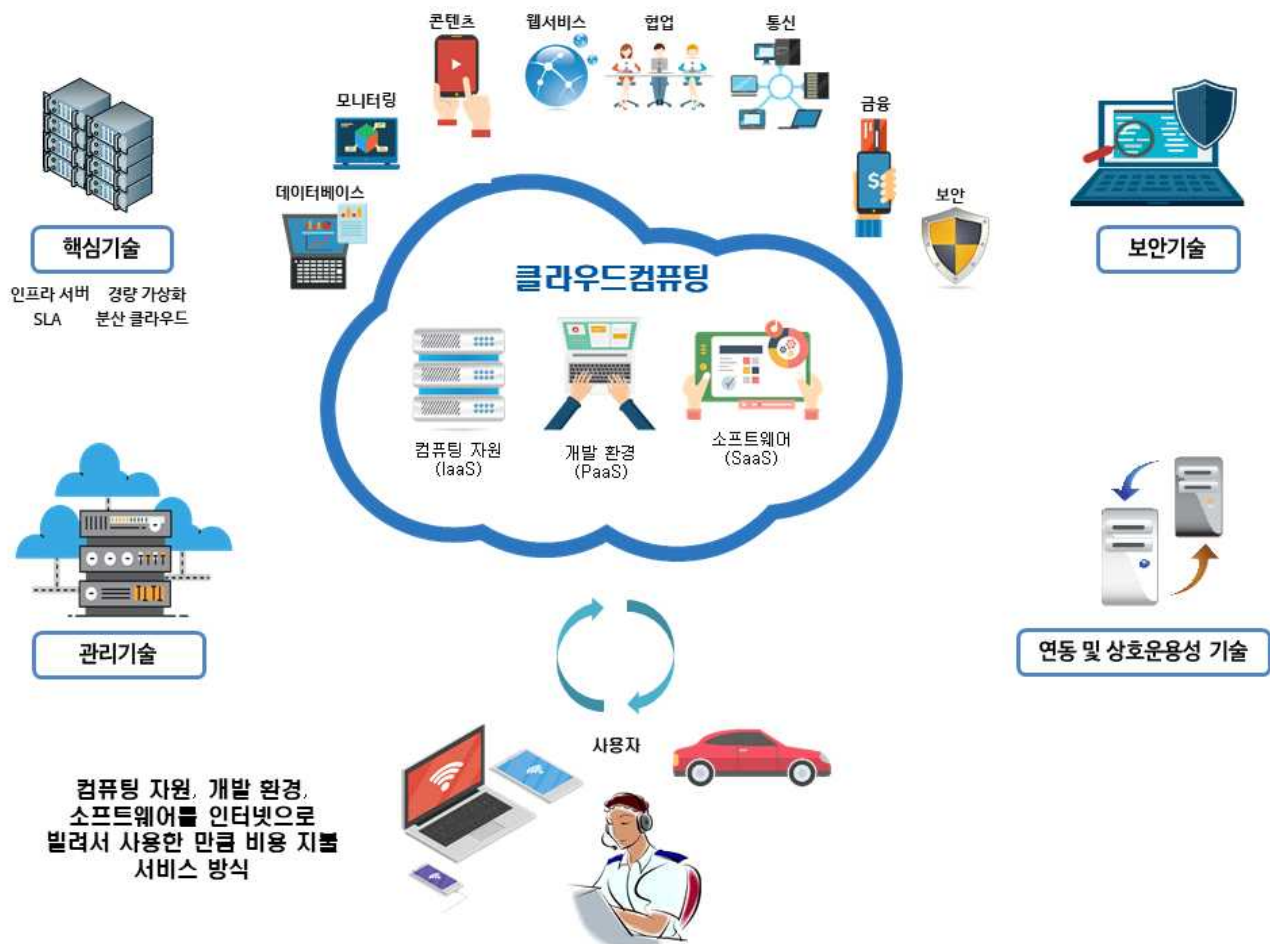 콘텐츠
웹서비스
협업
통신
모니터링
금융
데이터베이스
보안
핵심기술
인프라 서버 경량 가상화
SLA 분산 클라우드
보안기술
클라우드컴퓨팅
컴퓨팅 자원
(IaaS)
개발 환경
(PaaS)
소프트웨어
(SaaS)
관리기술
연동 및 상호운용성 기술
사용자
컴퓨팅 자원, 개발 환경,
소프트웨어를 인터넷으로
빌려서 사용한 만큼 비용 지불
서비스 방식